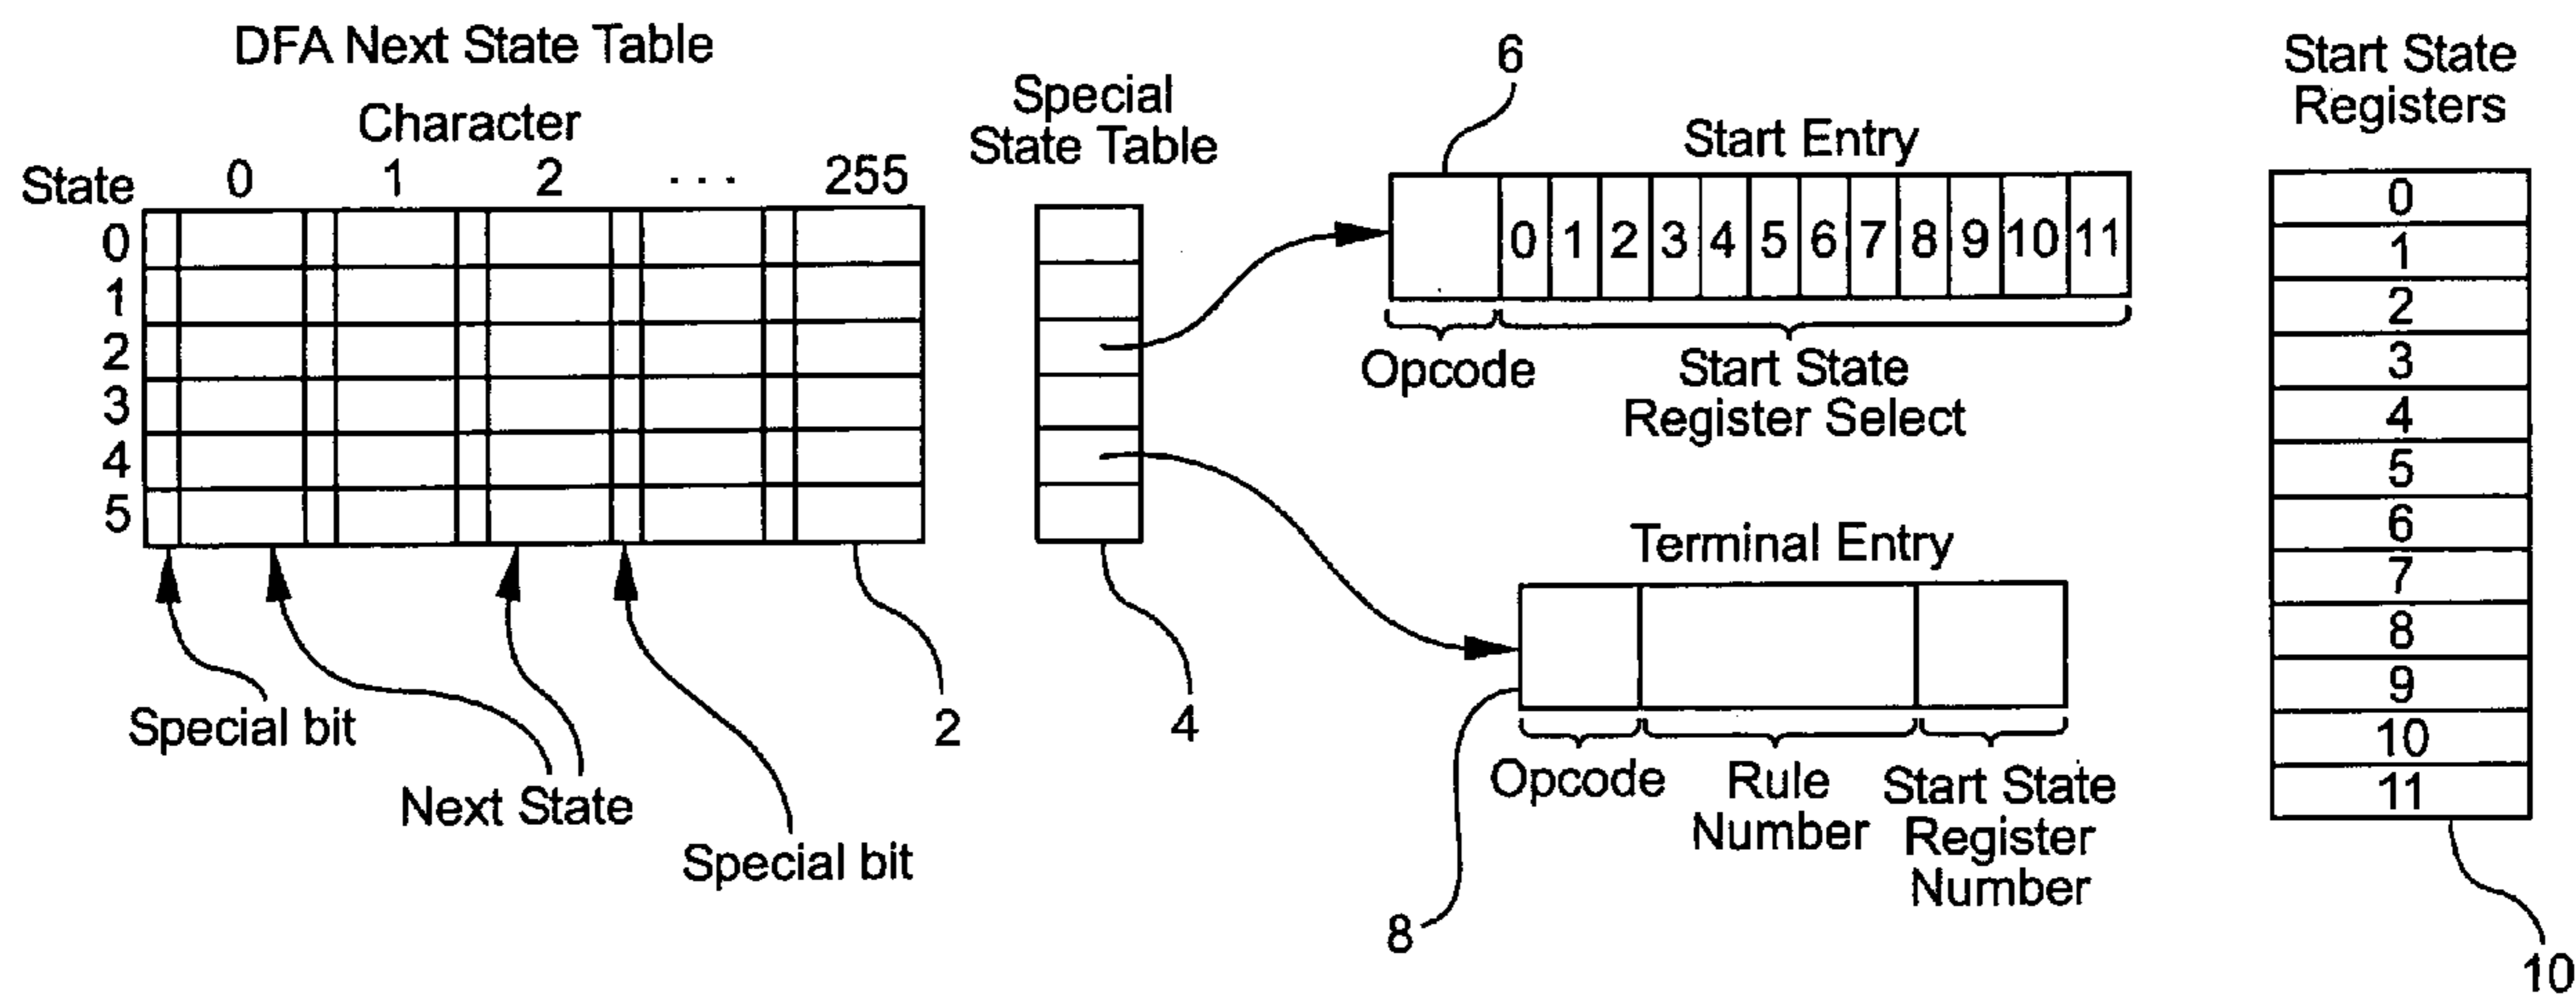 DFA Next State Table
Character
State 0 1 2 ... 255
0
1
2
3
4
5
Special bit
Next State
Special bit
2
Special
State Table
4
6
Start Entry
0 1 2 3 4 5 6 7 8 9 10 11
Opcode
Start State
Register Select
Terminal Entry
8
Opcode
Rule
Number
Start State
Register
Number
Start State
Registers
0
1
2
3
4
5
6
7
8
9
10
11
10